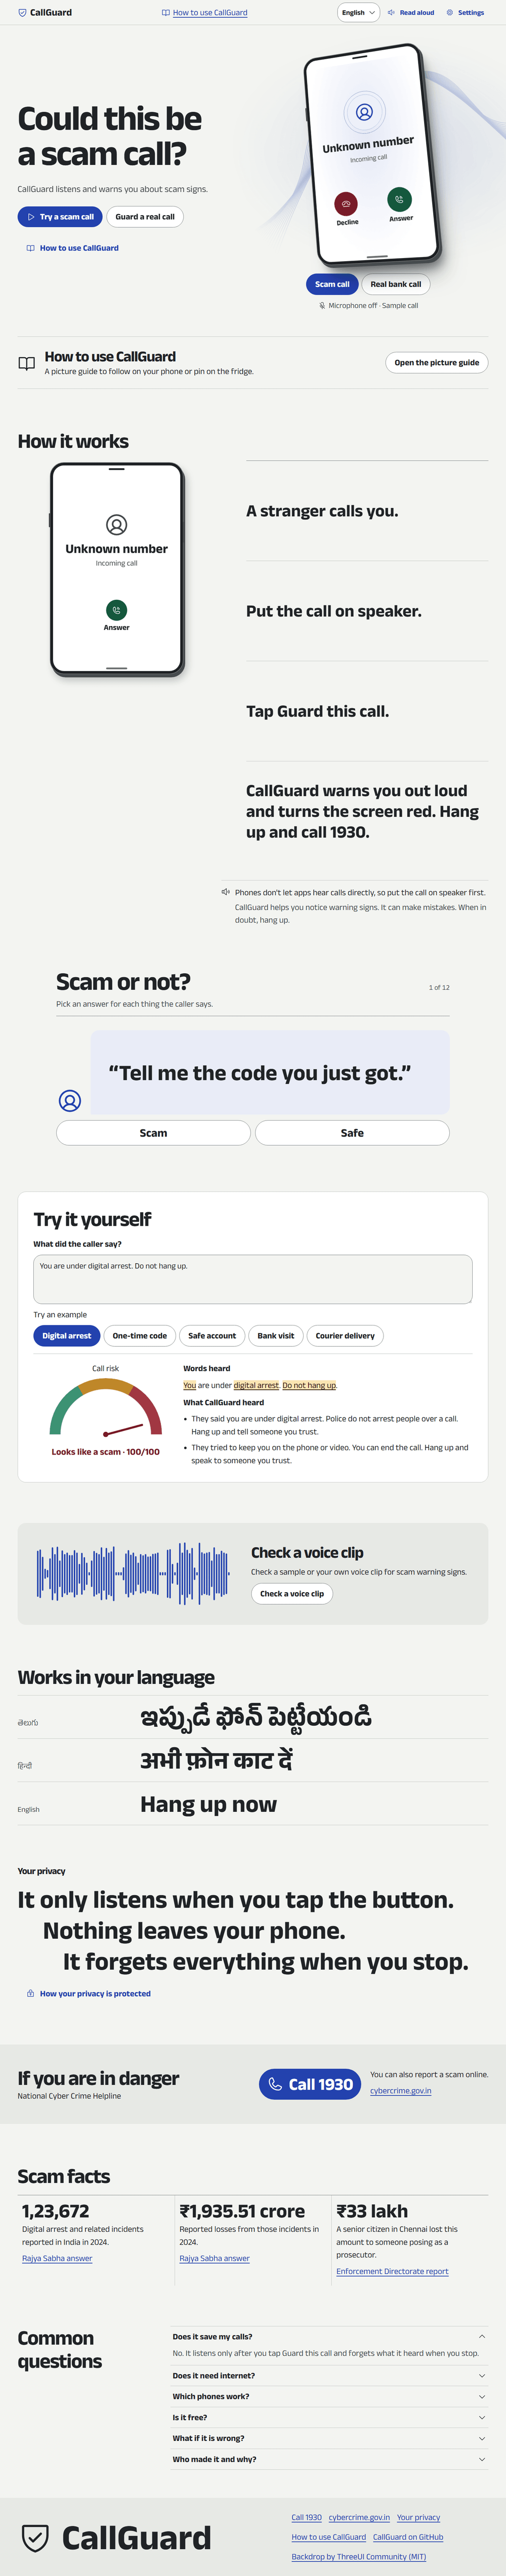 CallGuard
How to use CallGuard
English
Read aloud
Settings
Could this be
a scam call?
CallGuard listens and warns you about scam signs.
Try a scam call
Guard a real call
How to use CallGuard
Unknown number
Incoming call
Decline
Answer
Scam call
Real bank call
Microphone off · Sample call
How to use CallGuard
A picture guide to follow on your phone or pin on the fridge.
Open the picture guide
How it works
Unknown number
Incoming call
Answer
A stranger calls you.
Put the call on speaker.
Tap Guard this call.
CallGuard warns you out loud
and turns the screen red. Hang
up and call 1930.
Phones don't let apps hear calls directly, so put the call on speaker first.
CallGuard helps you notice warning signs. It can make mistakes. When in
doubt, hang up.
Scam or not?
1 of 12
Pick an answer for each thing the caller says.
“Tell me the code you just got.”
Scam
Safe
Try it yourself
What did the caller say?
You are under digital arrest. Do not hang up.
Try an example
Digital arrest
One-time code
Safe account
Bank visit
Courier delivery
Call risk
Looks like a scam · 100/100
Words heard
You are under digital arrest. Do not hang up.
What CallGuard heard
• They said you are under digital arrest. Police do not arrest people over a call.
Hang up and tell someone you trust.
• They tried to keep you on the phone or video. You can end the call. Hang up and
speak to someone you trust.
Check a voice clip
Check a sample or your own voice clip for scam warning signs.
Check a voice clip
Works in your language
తెలుగు
ఇప్పుడే ఫోన్ పెట్టేయండి
हिन्दी
अभी फ़ोन काट दें
English
Hang up now
Your privacy
It only listens when you tap the button.
Nothing leaves your phone.
It forgets everything when you stop.
How your privacy is protected
If you are in danger
National Cyber Crime Helpline
Call 1930
You can also report a scam online.
cybercrime.gov.in
Scam facts
1,23,672
Digital arrest and related incidents
reported in India in 2024.
Rajya Sabha answer
₹1,935.51 crore
Reported losses from those incidents in
2024.
Rajya Sabha answer
₹33 lakh
A senior citizen in Chennai lost this
amount to someone posing as a
prosecutor.
Enforcement Directorate report
Common
questions
Does it save my calls?
No. It listens only after you tap Guard this call and forgets what it heard when you stop.
Does it need internet?
Which phones work?
Is it free?
What if it is wrong?
Who made it and why?
CallGuard
Call 1930
cybercrime.gov.in
Your privacy
How to use CallGuard
CallGuard on GitHub
Backdrop by ThreeUI Community (MIT)